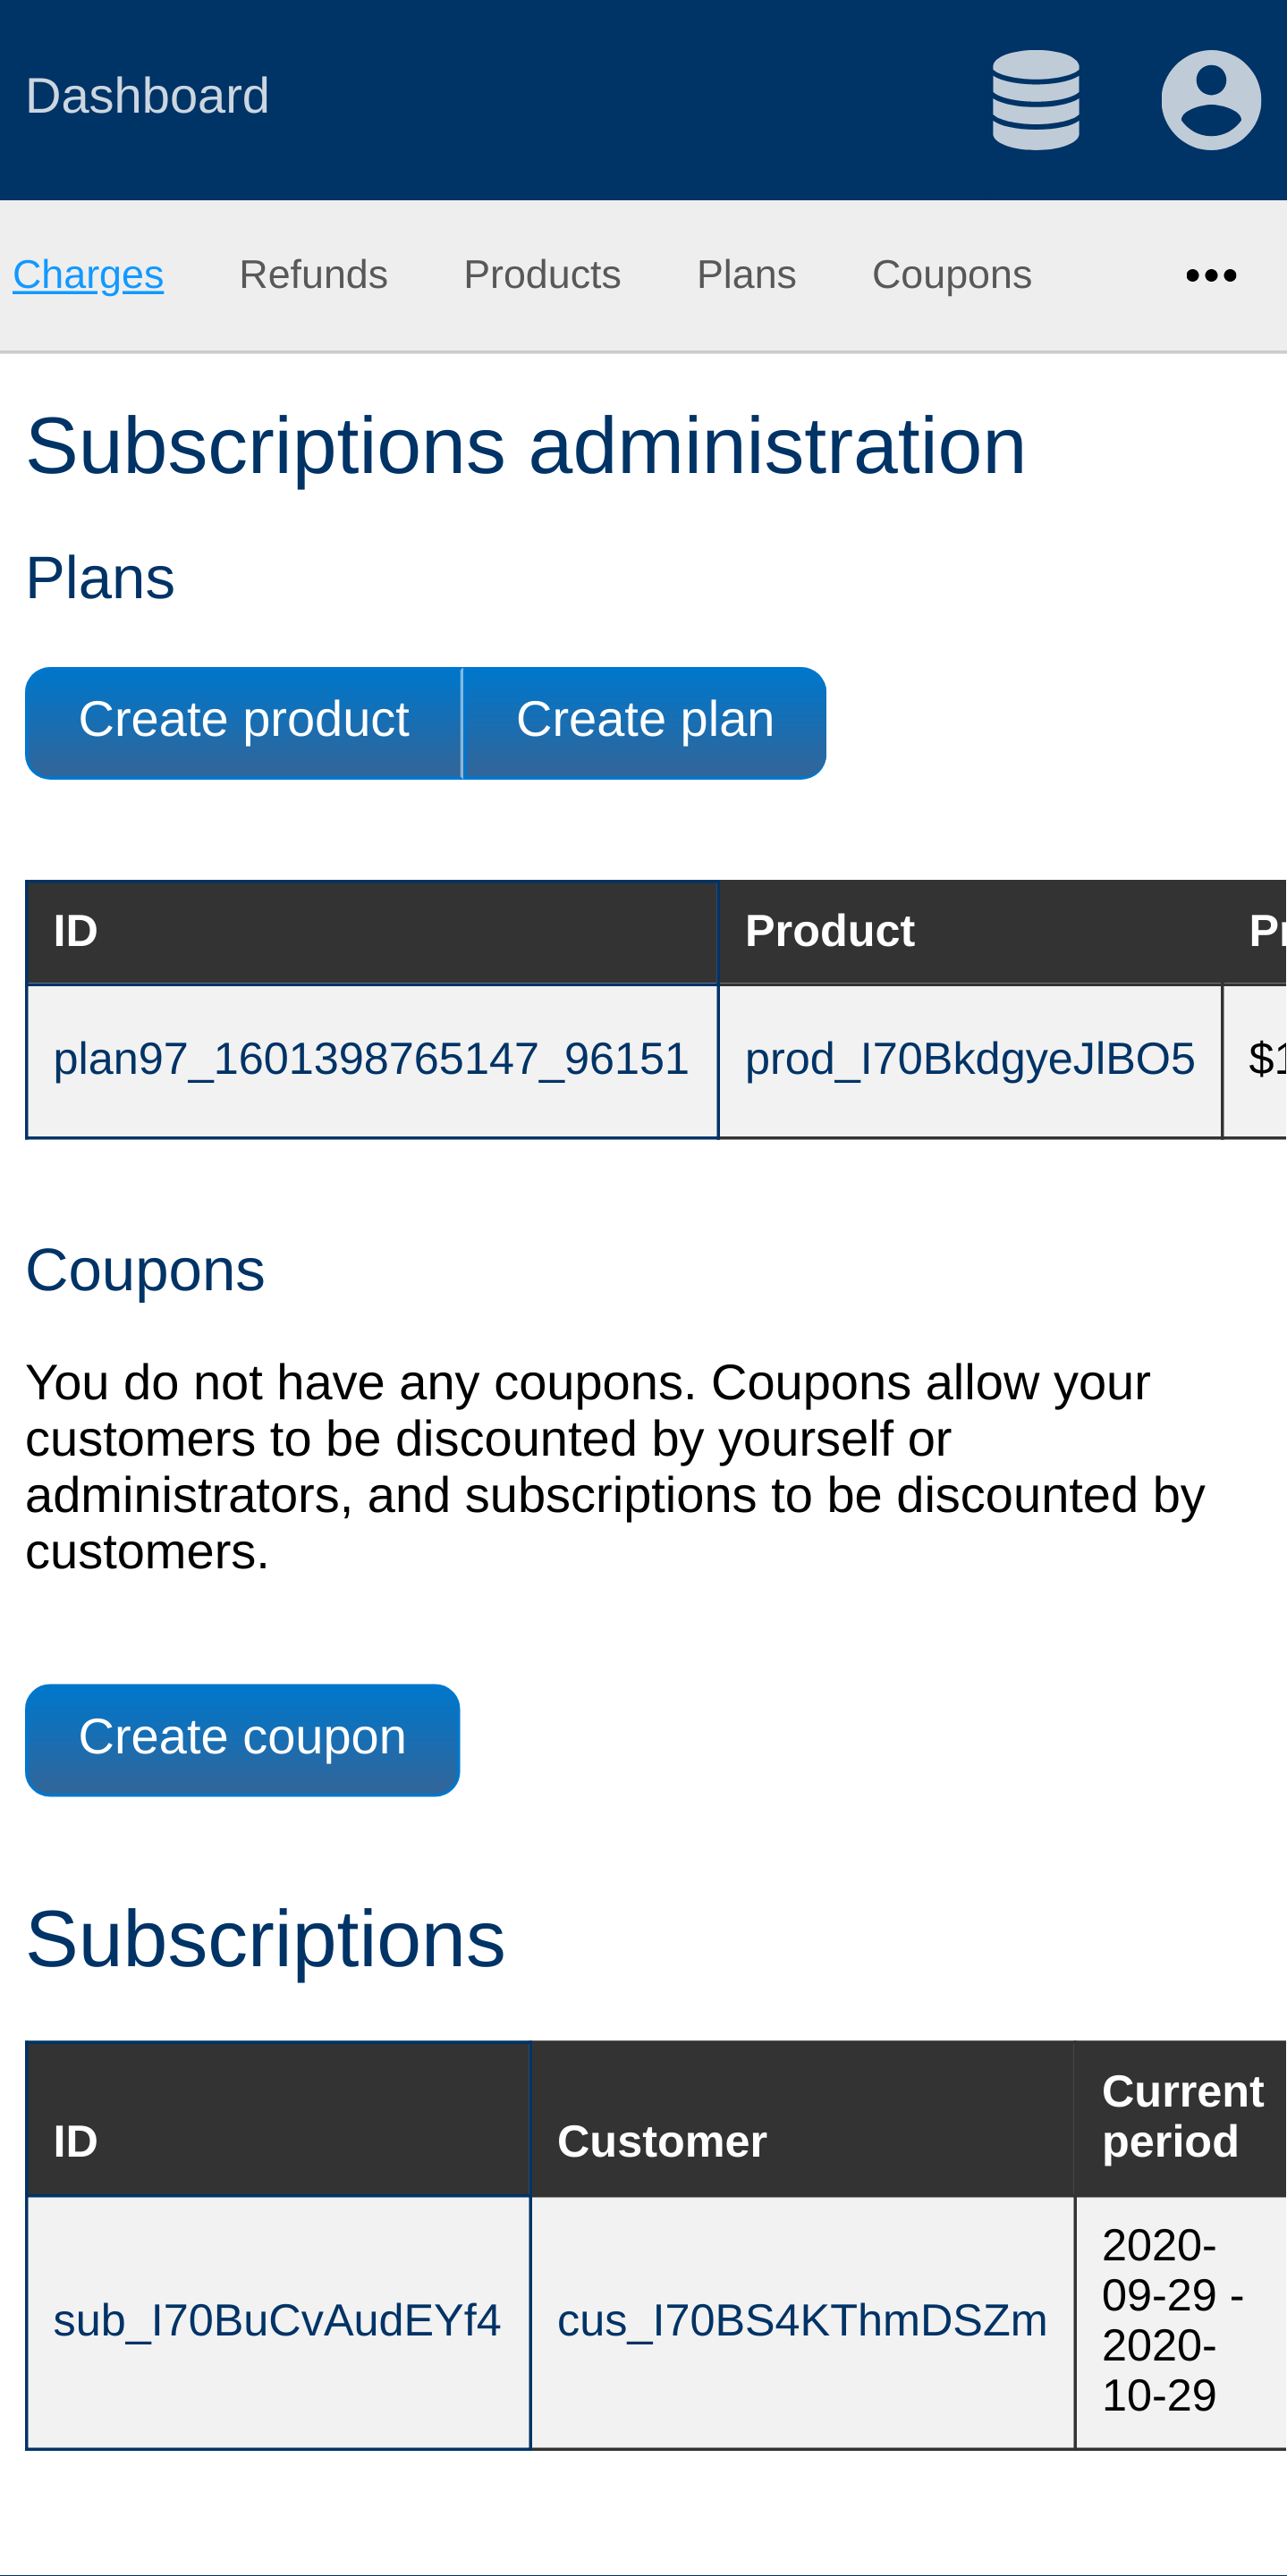 Dashboard
Charges Refunds Products Plans Coupons •••
Subscriptions administration
Plans
Create product Create plan
ID Product
plan97_1601398765147_96151 prod_I70BkdgyeJlBO5
Coupons
You do not have any coupons. Coupons allow your
customers to be discounted by yourself or
administrators, and subscriptions to be discounted by
customers.
Create coupon
Subscriptions
ID Customer Current period
sub_I70BuCvAudEYf4 cus_I70BS4KThmDSZm 2020-
09-29 -
2020-
10-29